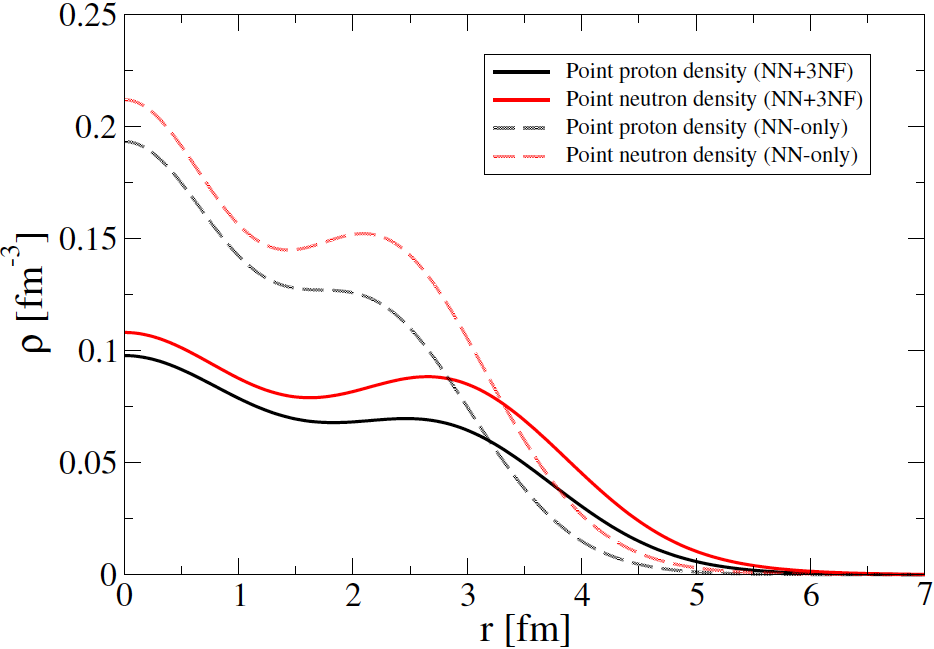 0.25
0.2
0.15
0.1
0.05
0
ρ [fm-3]
Point proton density (NN+3NF)
Point neutron density (NN+3NF)
Point proton density (NN-only)
Point neutron density (NN-only)
0 1 2 3 4 5 6 7
r [fm]